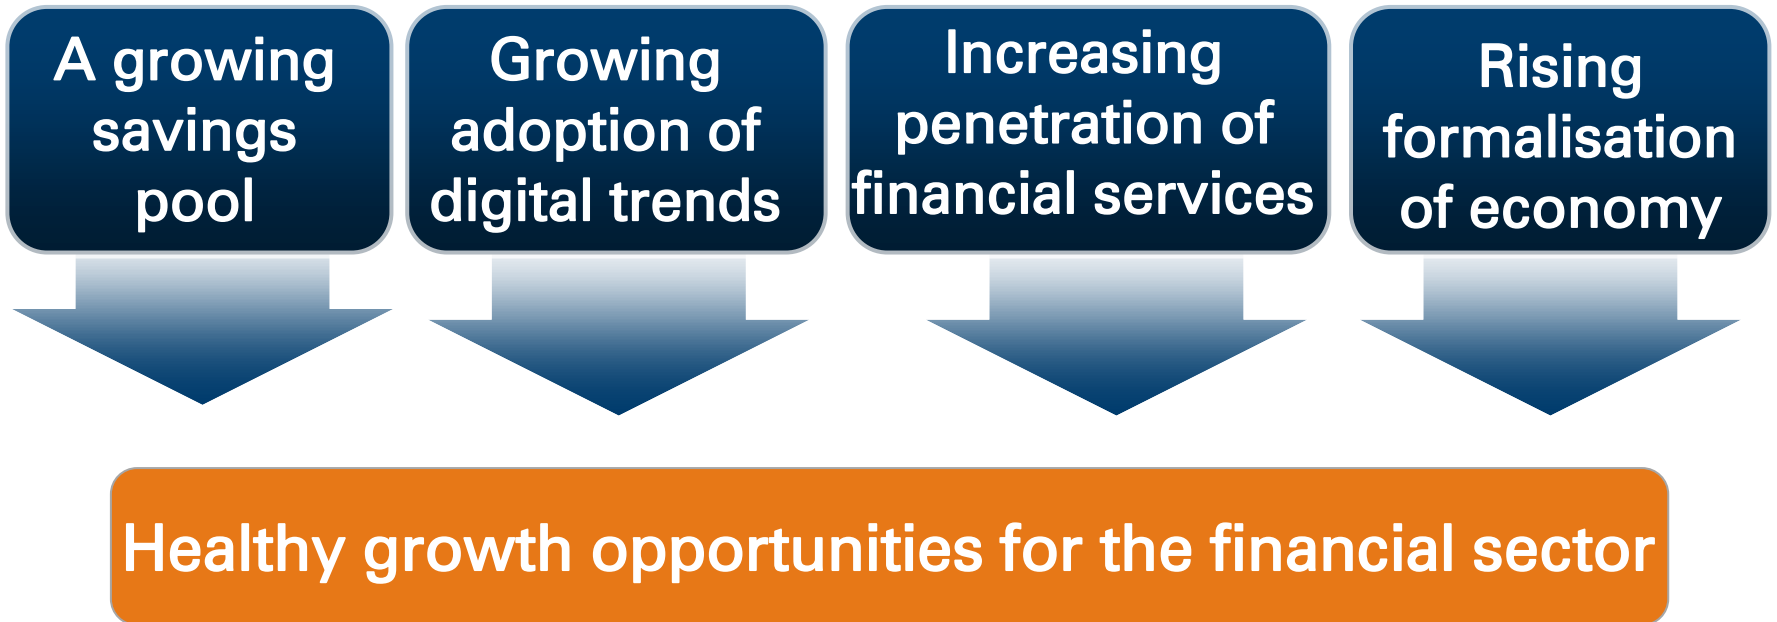 A growing
savings
pool
Growing
adoption of
digital trends
Increasing
penetration of
financial services
Rising
formalisation
of economy
Healthy growth opportunities for the financial sector